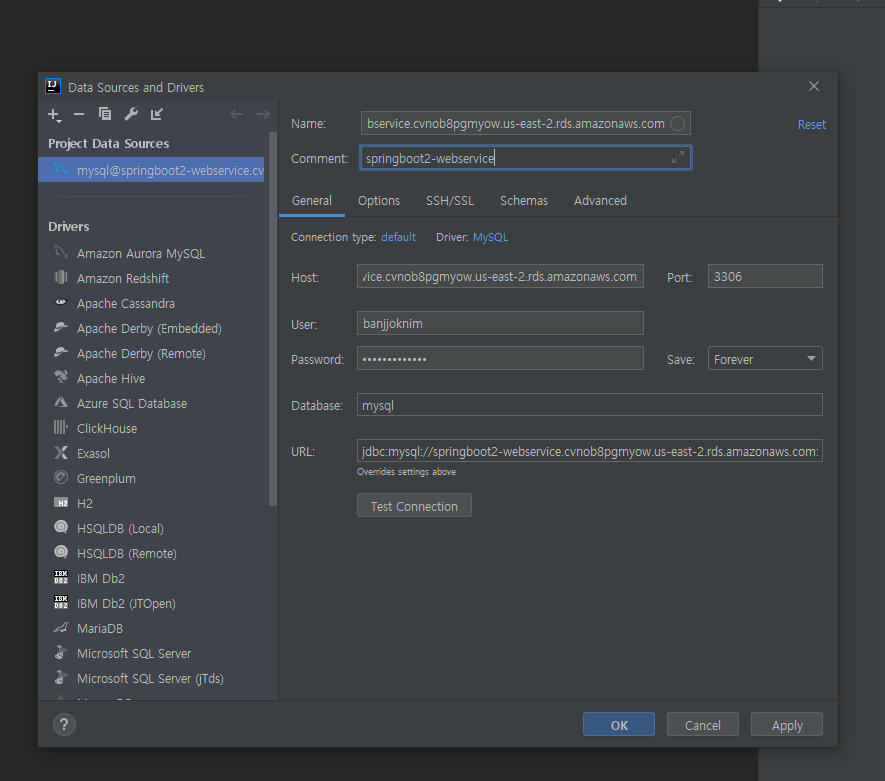 Data Sources and Drivers
Project Data Sources
mysql@springboot2-webservice.cv
Drivers
Amazon Aurora MySQL
Amazon Redshift
Apache Cassandra
Apache Derby (Embedded)
Apache Derby (Remote)
Apache Hive
Azure SQL Database
ClickHouse
Exasol
Greenplum
H2
HSQLDB (Local)
HSQLDB (Remote)
IBM Db2
IBM Db2 (JTOpen)
MariaDB
Microsoft SQL Server
Microsoft SQL Server (jTds)
Name: bservice.cvnob8pgmyow.us-east-2.rds.amazonaws.com
Reset
Comment: springboot2-webservice
General Options SSH/SSL Schemas Advanced
Connection type: default Driver: MySQL
Host: vice.cvnob8pgmyow.us-east-2.rds.amazonaws.com Port: 3306
User: banjjoknim
Password: ••••••••••••• Save: Forever
Database: mysql
URL: jdbc:mysql://springboot2-webservice.cvnob8pgmyow.us-east-2.rds.amazonaws.com:
Overrides settings above
Test Connection
? OK Cancel Apply